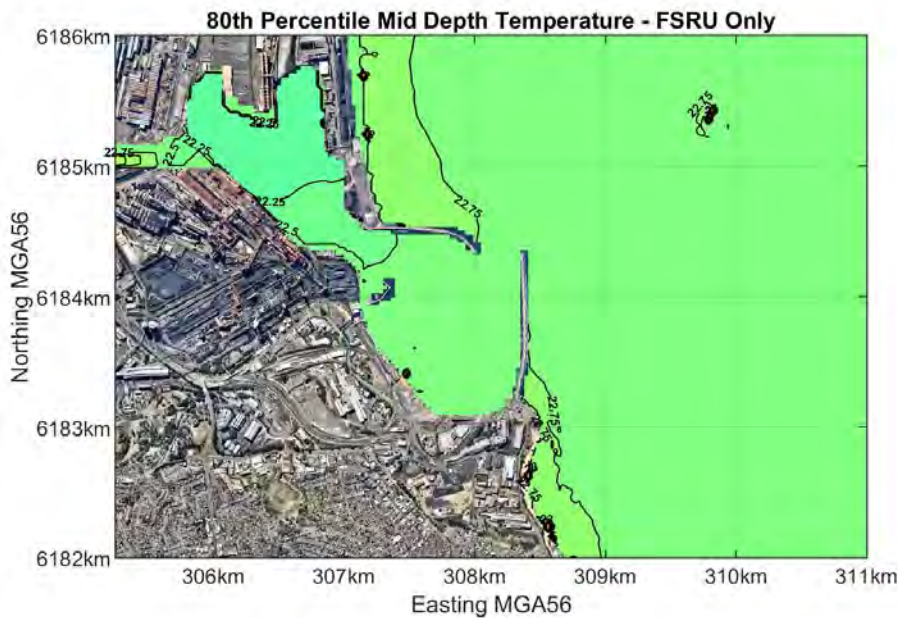 80th Percentile Mid Depth Temperature - FSRU Only
6186km
6185km
6184km
6183km
6182km
Northing MGA56
306km
307km
308km
309km
310km
311km
Easting MGA56
22.75
22.5
22.25
22.25
22.5
22.75
22.75
22.75